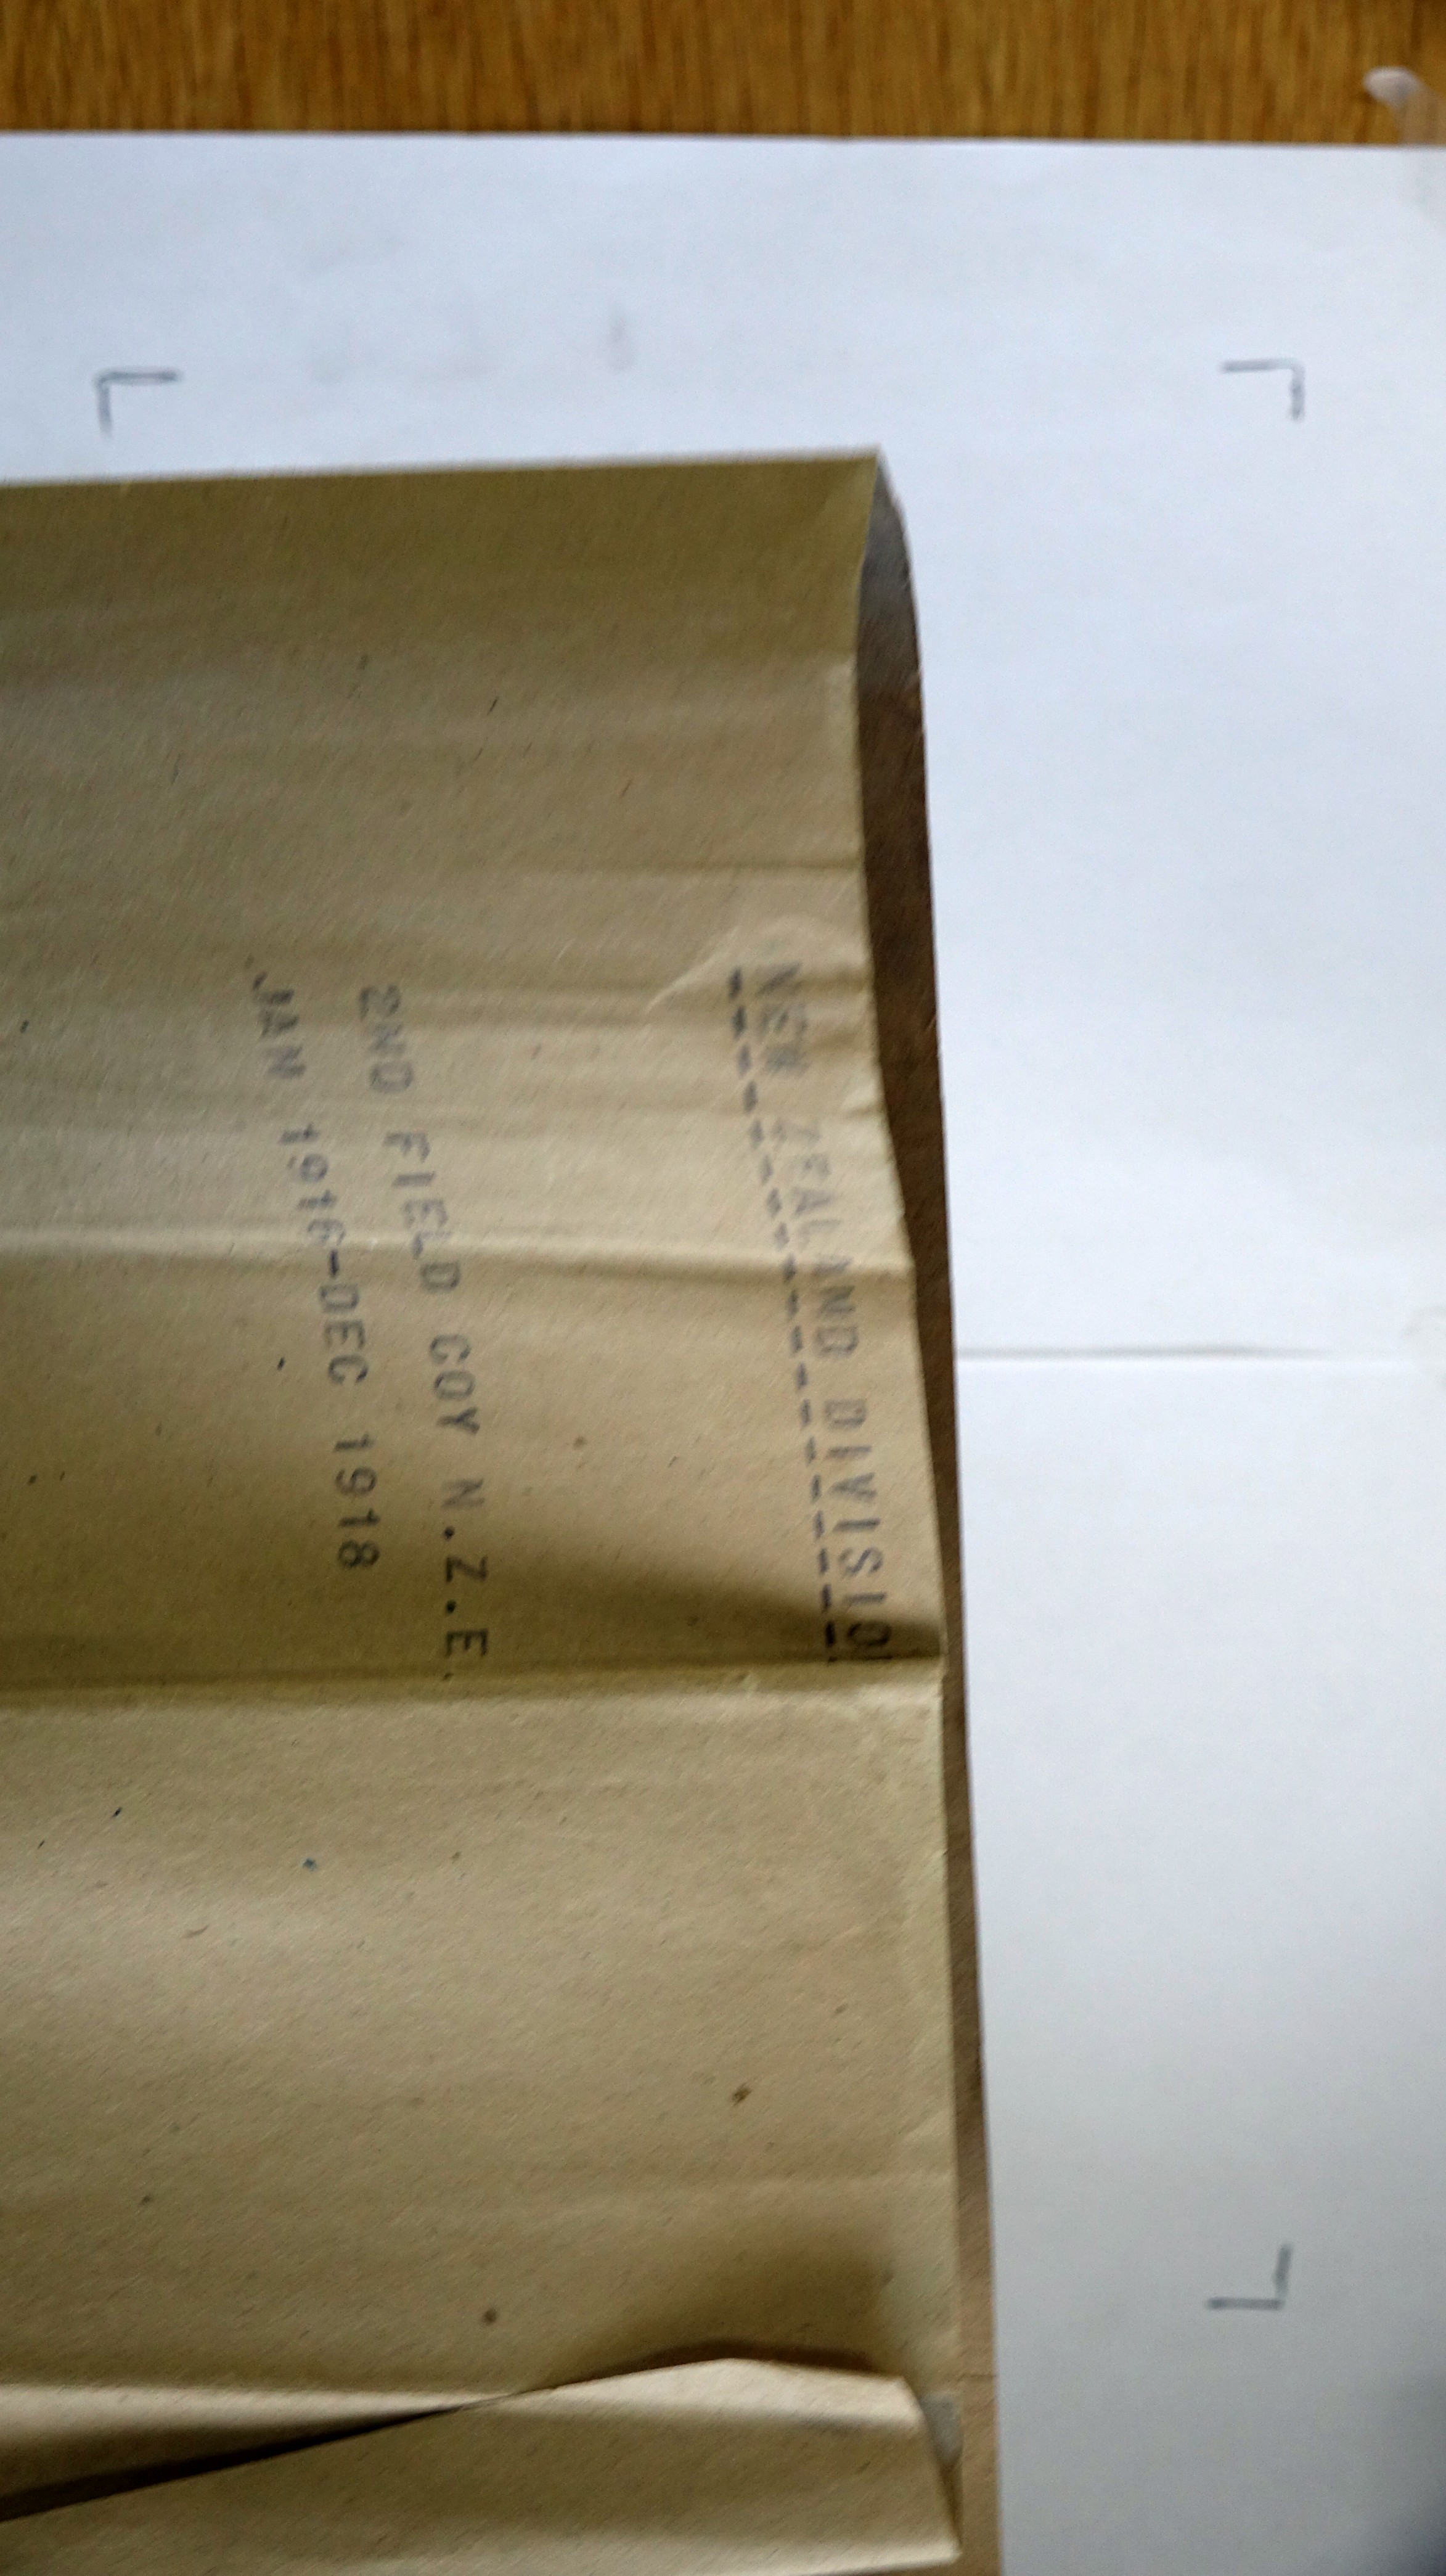 NEW ZEALAND DIVISION
2ND FIELD COY N.Z.E.
JAN 1916-DEC 1918